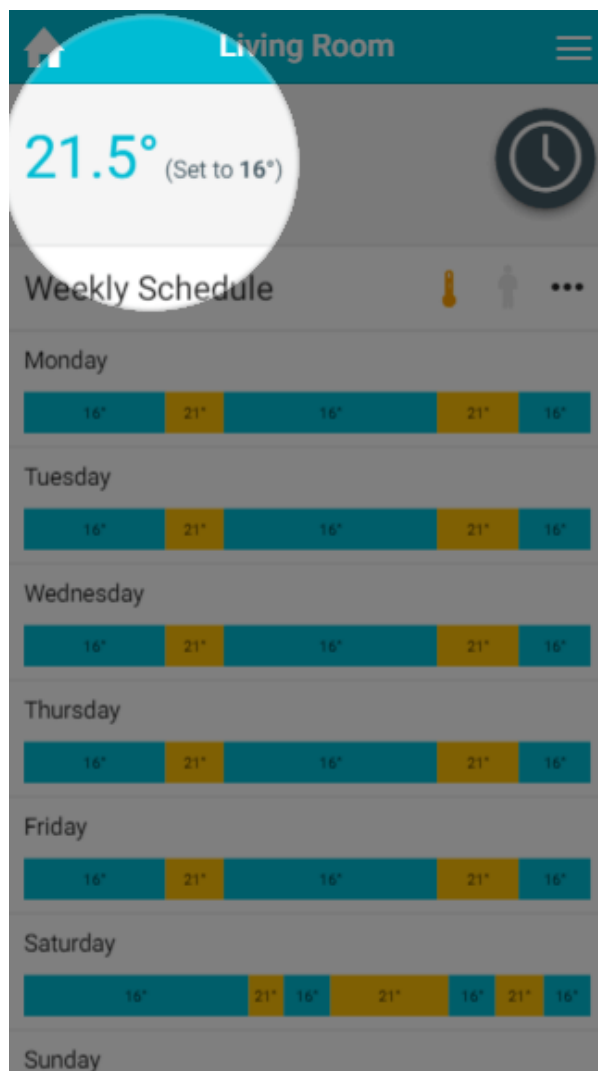 Living Room
21.5° (Set to 16°)
Weekly Schedule
Monday
16° 21° 16° 21° 16°
Tuesday
16° 21° 16° 21° 16°
Wednesday
16° 21° 16° 21° 16°
Thursday
16° 21° 16° 21° 16°
Friday
16° 21° 16° 21° 16°
Saturday
16° 21° 16° 21° 16° 21° 16°
Sunday